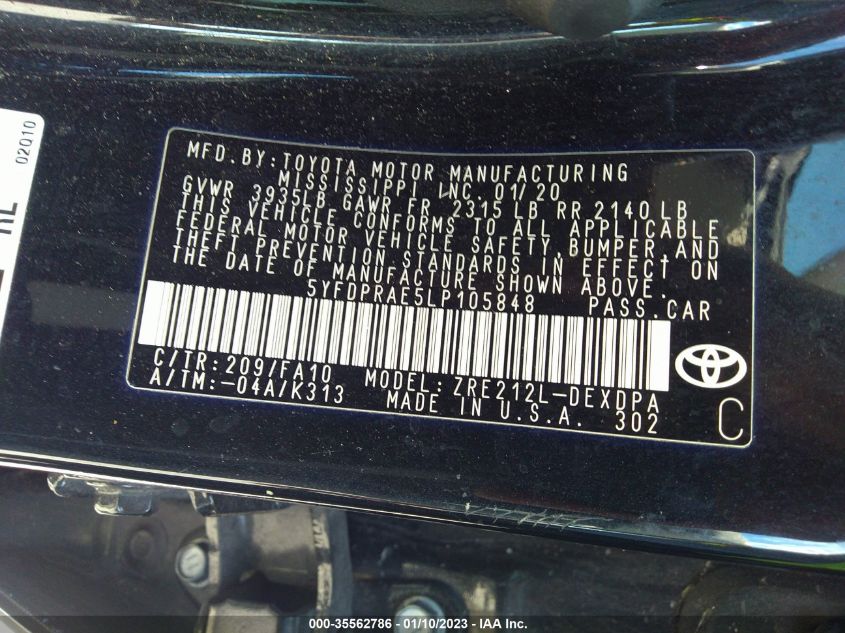 02Q10
MFD.BY:TOYOTA MOTOR MANUFACTURING
MISSISSIPPI INC. 01/20
GVWR 3935LB GAWR FR 2315 LB RR 2140 LB
THIS VEHICLE CONFORMS TO ALL APPLICABLE
FEDERAL MOTOR VEHICLE SAFETY, BUMPER, AND
THEFT PREVENTION STANDARDS IN EFFECT ON
THE DATE OF MANUFACTURE SHOWN ABOVE.
5YFDPRAE5LP105848 PASS.CAR
C/TR:209/FA10 MODEL:ZRE212L-DEXDPA
A/TM:-04A/K313 MADE IN U.S.A. 302
C
000-35562786 - 01/10/2023 - IAA Inc.